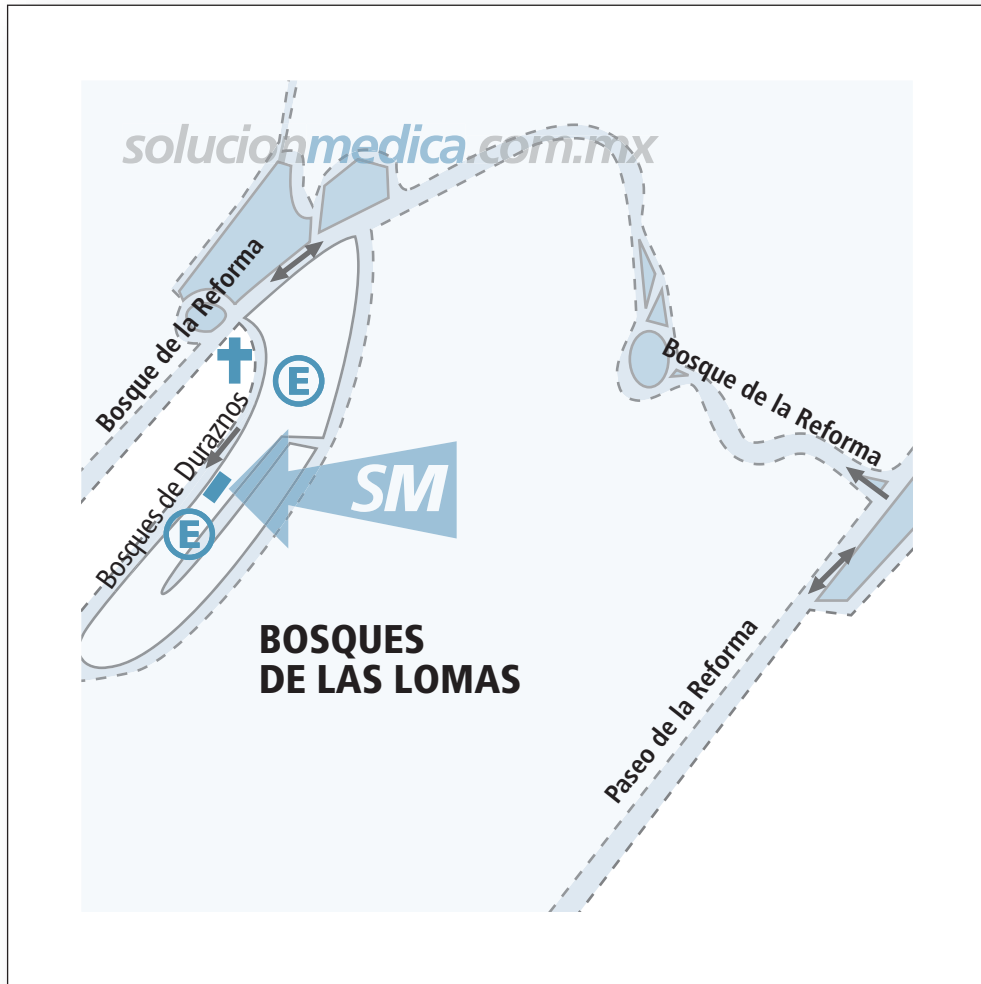 solucionmedica.com.mx
Bosque de la Reforma
Bosque de la Reforma
E
Bosques de Duraznos
SM
E
BOSQUES
DE LAS LOMAS
Paseo de la Reforma